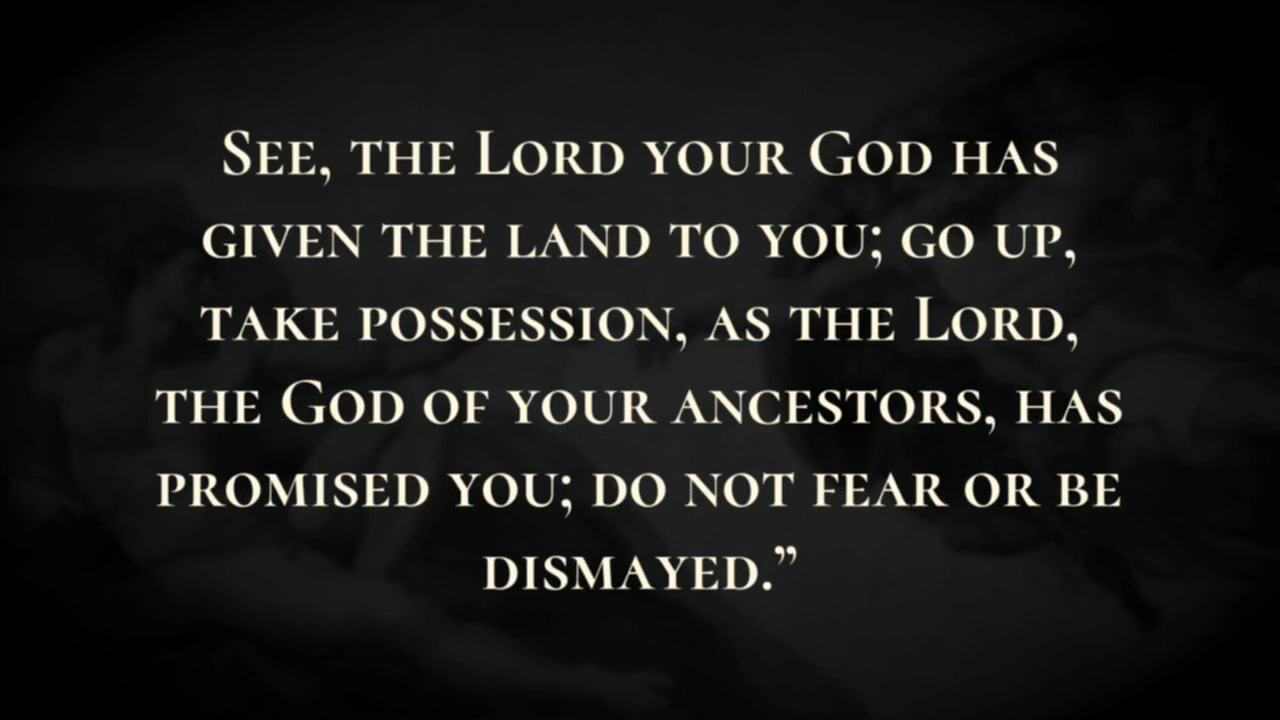 See, the Lord your God has
given the land to you; go up,
take possession, as the Lord,
the God of your ancestors, has
promised you; do not fear or be
dismayed.”